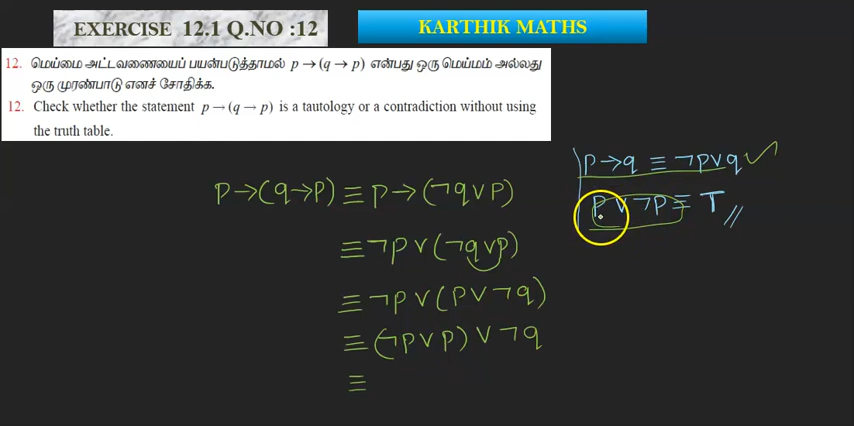 EXERCISE 12.1 Q.NO :12
KARTHIK MATHS
12. மெய்மை அட்டவணையைப் பயன்படுத்தாமல் p → (q → p) என்பது ஒரு மெய்மம் அல்லது
ஒரு முரண்பாடு எனச் சோதிக்க.
12. Check whether the statement p → (q → p) is a tautology or a contradiction without using
the truth table.
p → q ≡ ¬p ∨ q ✓
p ∨ ¬p ≡ T //
p → (q → p) ≡ p → (¬q ∨ p)
≡ ¬p ∨ (¬q ∨ p)
≡ ¬p ∨ (p ∨ ¬q)
≡ (¬p ∨ p) ∨ ¬q
≡